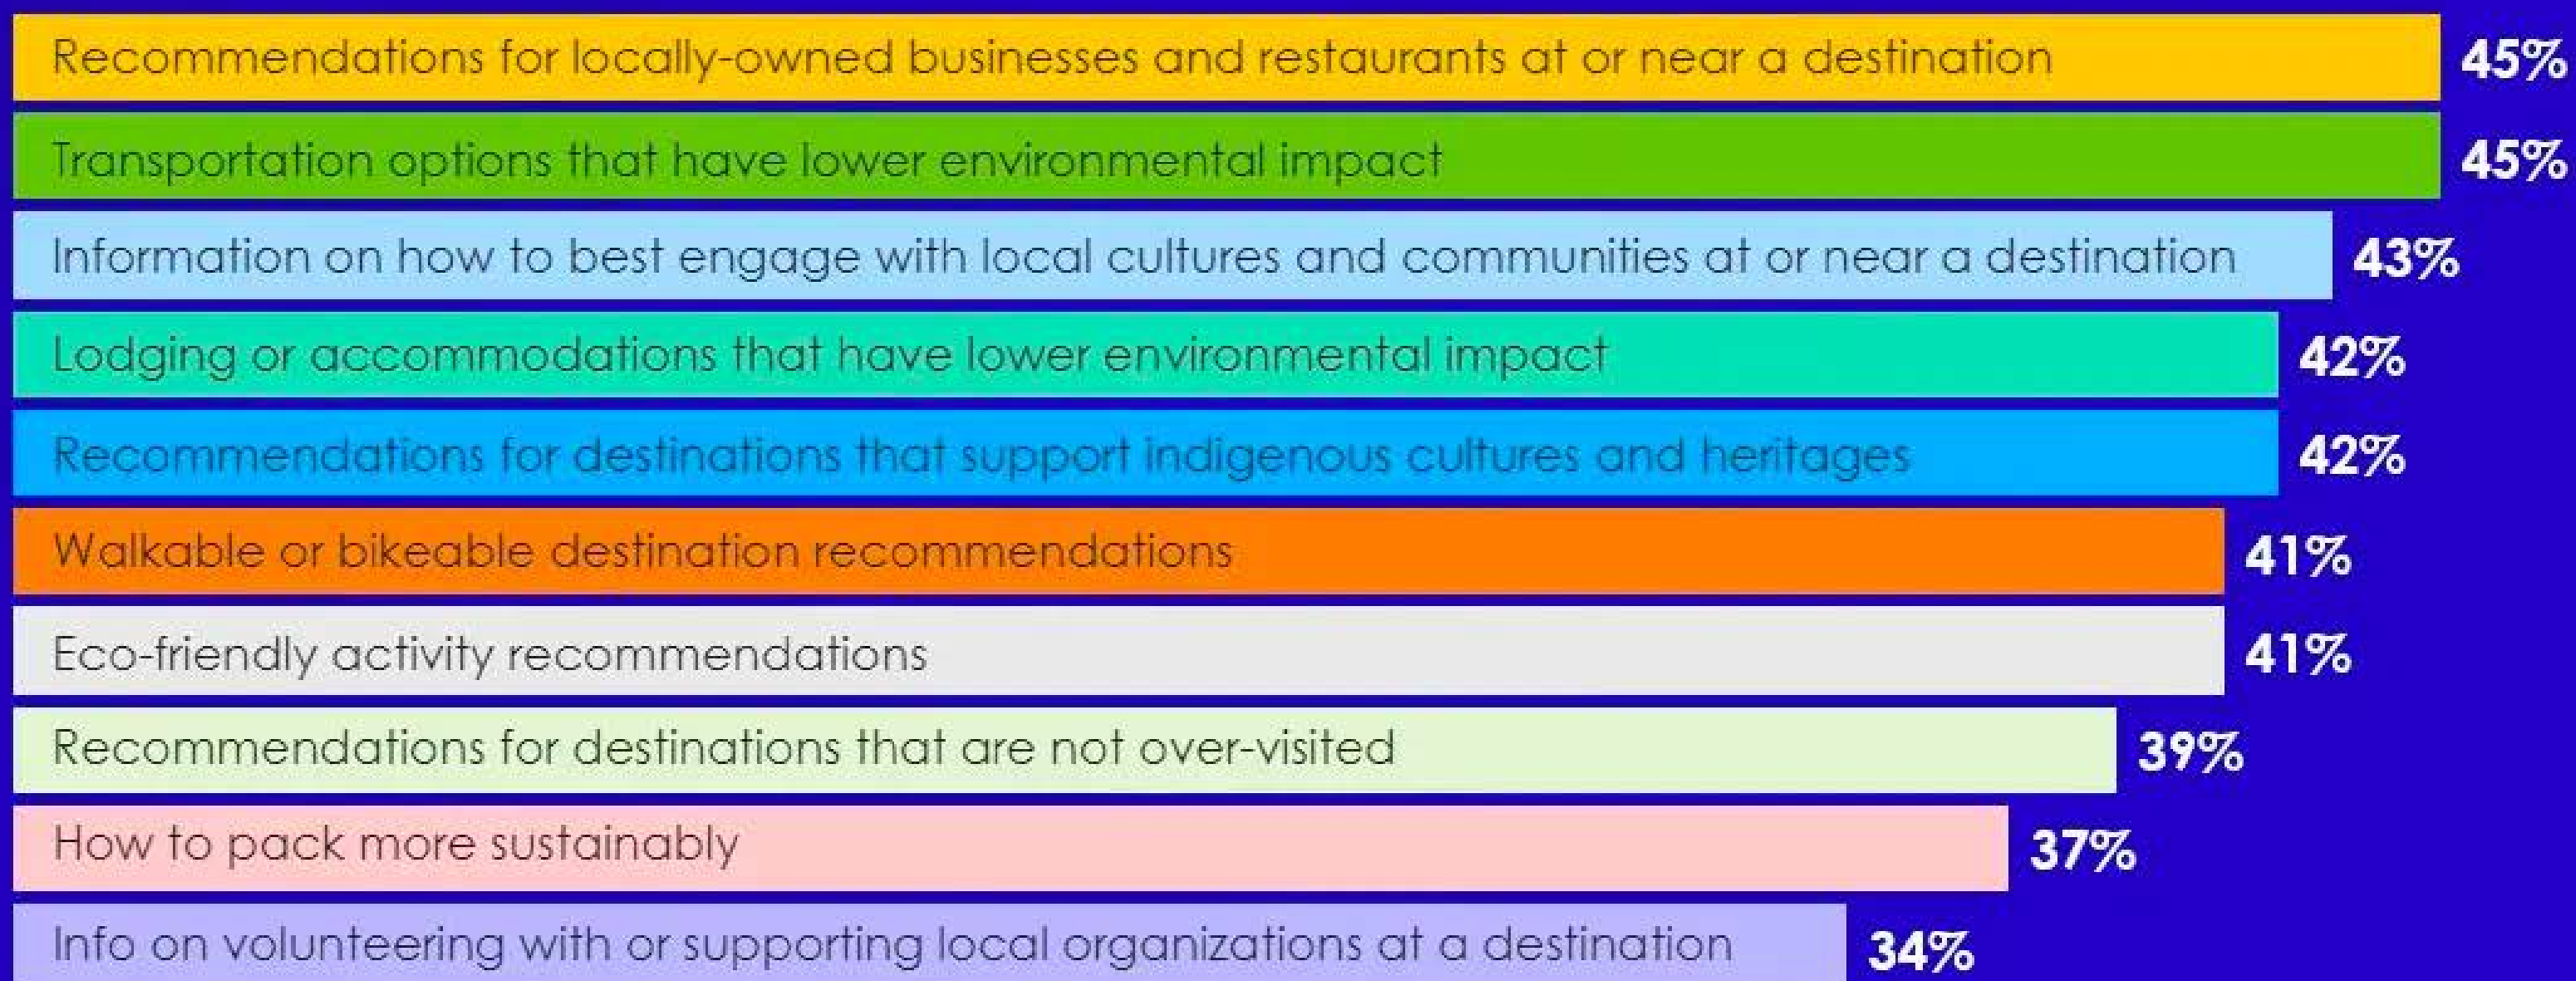 Recommendations for locally-owned businesses and restaurants at or near a destination 45%
Transportation options that have lower environmental impact 45%
Information on how to best engage with local cultures and communities at or near a destination 43%
Lodging or accommodations that have lower environmental impact 42%
Recommendations for destinations that support indigenous cultures and heritages 42%
Walkable or bikeable destination recommendations 41%
Eco-friendly activity recommendations 41%
Recommendations for destinations that are not over-visited 39%
How to pack more sustainably 37%
Info on volunteering with or supporting local organizations at a destination 34%